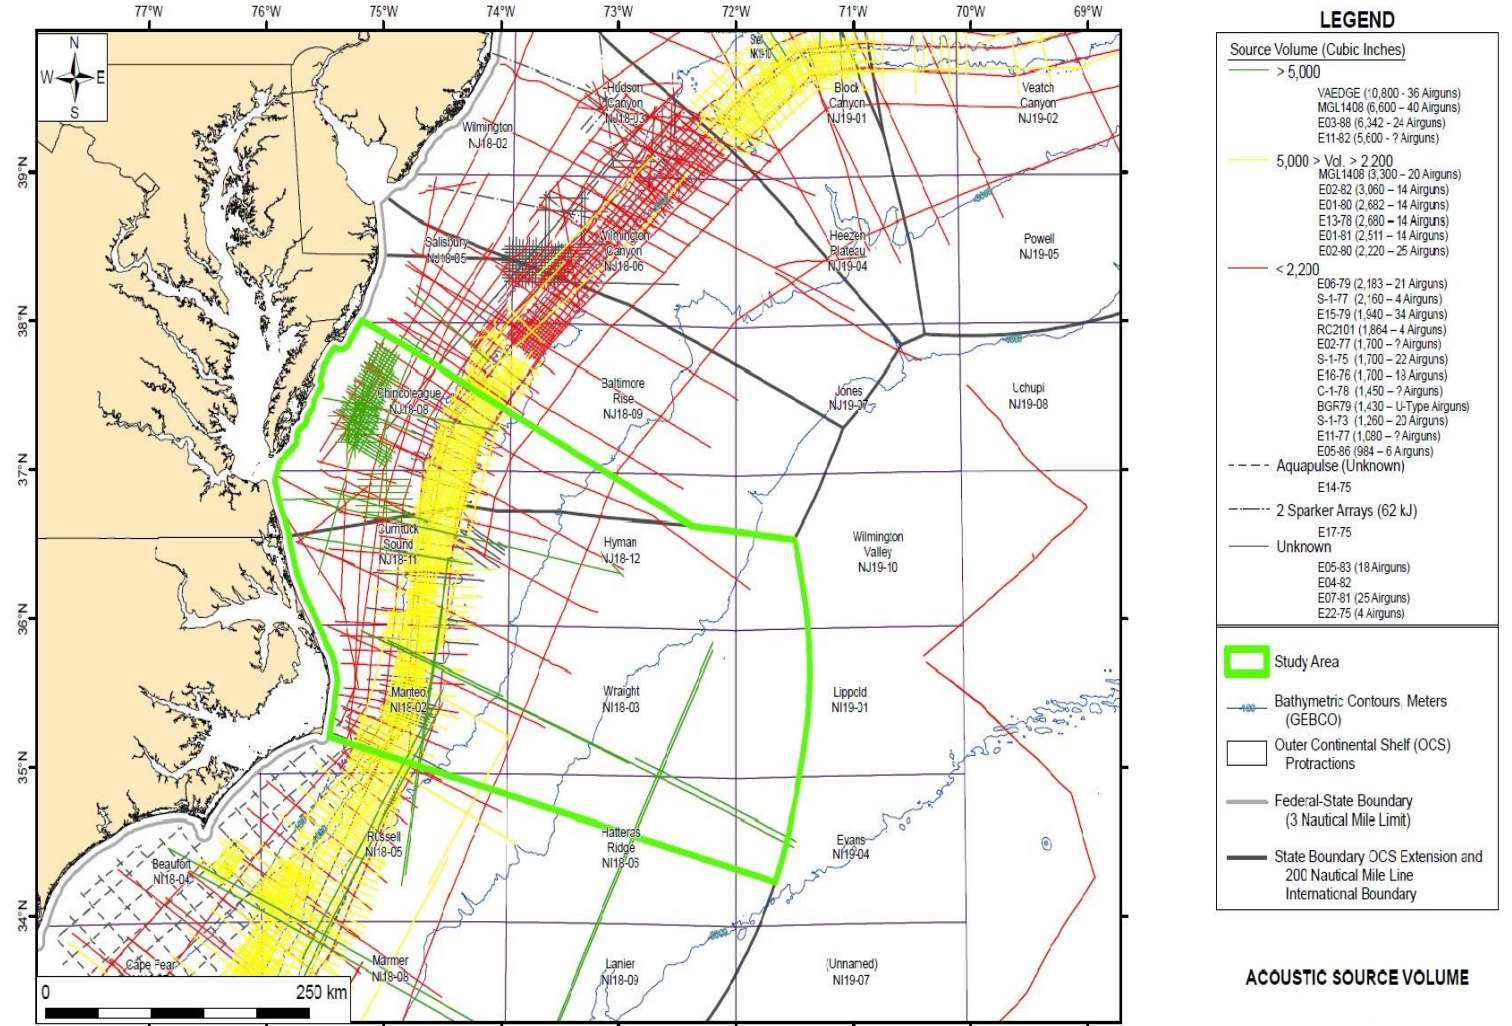 77°W 76°W 75°W 74°W 73°W 72°W 71°W 70°W 69°W
N
W E
S
39°N
38°N
37°N
36°N
35°N
34°N
Hudson
Canyon
NJ18-03
Block
Canyon
NJ19-01
Veatch
Canyon
NJ19-02
Wilmington
NJ18-02
Salisbury
NJ18-05
Wilmington
Canyon
NJ18-06
Heezen
Plateau
NJ19-04
Powell
NJ19-05
Chincoteague
NJ18-08
Baltimore
Rise
NJ18-09
Jones
NJ19-07
Uchupi
NJ19-08
Currituck
Sound
NJ18-11
Hyman
NJ18-12
Wilmington
Valley
NJ19-10
Manteo
NI18-02
Wraight
NI18-03
Lippold
NI19-01
Russell
NI18-05
Hatteras
Ridge
NI18-06
Evans
NI19-04
Beaufort
NI18-04
Cape Fear
Marmer
NI18-08
Lanier
NI18-09
(Unnamed)
NI19-07
0 250 km
LEGEND
Source Volume (Cubic Inches)
> 5,000
VAEDGE (10,800 - 36 Airguns)
MGL1408 (6,600 – 40 Airguns)
E03-88 (6,342 - 24 Airguns)
E11-82 (5,600 - ? Airguns)
5,000 > Vol. > 2,200
MGL1408 (3,300 – 20 Airguns)
E02-82 (3,060 – 14 Airguns)
E01-80 (2,682 – 14 Airguns)
E13-78 (2,680 – 14 Airguns)
E01-81 (2,511 – 14 Airguns)
E02-80 (2,220 – 25 Airguns)
< 2,200
E06-79 (2,183 – 21 Airguns)
S-1-77 (2,160 – 4 Airguns)
E15-79 (1,940 – 34 Airguns)
RC2101 (1,864 – 4 Airguns)
E02-77 (1,700 – ? Airguns)
S-1-75 (1,700 – 22 Airguns)
E16-76 (1,700 – 13 Airguns)
C-1-78 (1,450 – ? Airguns)
BGR79 (1,430 – U-Type Airguns)
S-1-73 (1,260 – 20 Airguns)
E11-77 (1,080 – ? Airguns)
E05-86 (984 – 6 Airguns)
Aquapulse (Unknown)
E14-75
2 Sparker Arrays (62 kJ)
E17-75
Unknown
E05-83 (18 Airguns)
E04-82
E07-81 (25 Airguns)
E22-75 (4 Airguns)
Study Area
Bathymetric Contours, Meters
(GEBCO)
Outer Continental Shelf (OCS)
Protractions
Federal-State Boundary
(3 Nautical Mile Limit)
State Boundary OCS Extension and
200 Nautical Mile Line
International Boundary
ACOUSTIC SOURCE VOLUME